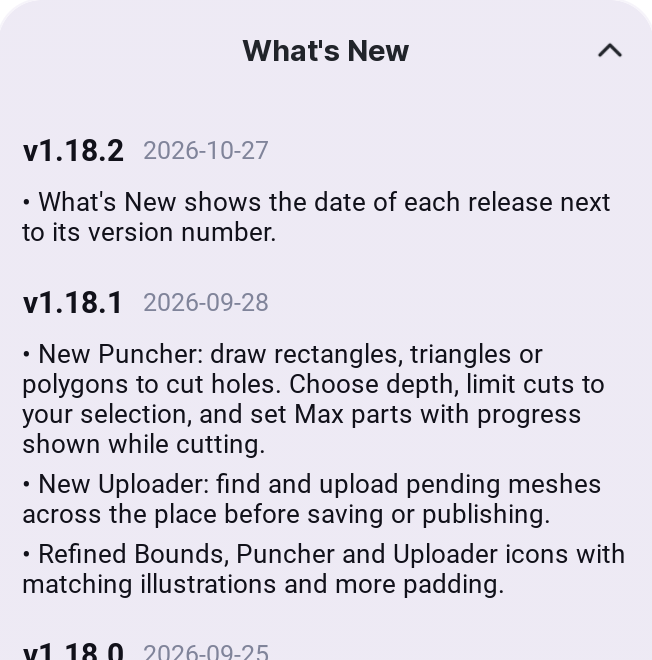 What's New
v1.18.2 2026-10-27
• What's New shows the date of each release next
to its version number.
v1.18.1 2026-09-28
• New Puncher: draw rectangles, triangles or
polygons to cut holes. Choose depth, limit cuts to
your selection, and set Max parts with progress
shown while cutting.
• New Uploader: find and upload pending meshes
across the place before saving or publishing.
• Refined Bounds, Puncher and Uploader icons with
matching illustrations and more padding.
v1.18.0 2026-09-25